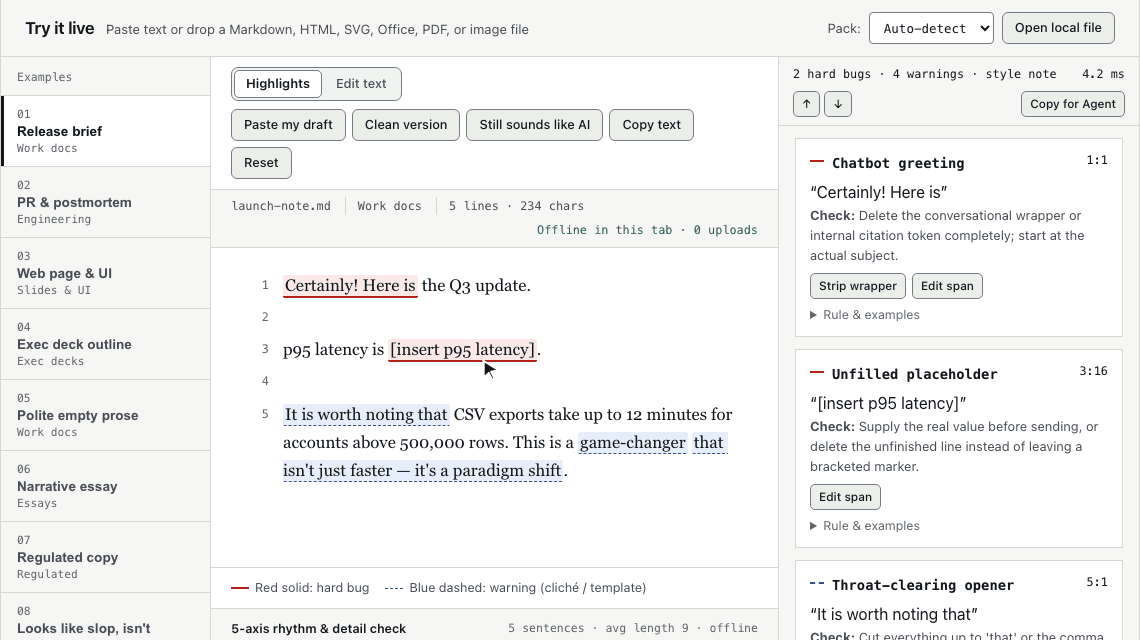 Try it live
Paste text or drop a Markdown, HTML, SVG, Office, PDF, or image file
Pack:
Auto-detect
Open local file
Examples
01
Release brief
Work docs
02
PR & postmortem
Engineering
03
Web page & UI
Slides & UI
04
Exec deck outline
Exec decks
05
Polite empty prose
Work docs
06
Narrative essay
Essays
07
Regulated copy
Regulated
08
Looks like slop, isn't
Highlights
Edit text
Paste my draft
Clean version
Still sounds like AI
Copy text
Reset
launch-note.md
Work docs
5 lines · 234 chars
Offline in this tab · 0 uploads
1 Certainly! Here is the Q3 update.
2
3 p95 latency is [insert p95 latency].
4
5 It is worth noting that CSV exports take up to 12 minutes for
accounts above 500,000 rows. This is a game-changer that
isn't just faster — it's a paradigm shift.
Red solid: hard bug
Blue dashed: warning (cliché / template)
5-axis rhythm & detail check
5 sentences · avg length 9 · offline
2 hard bugs · 4 warnings · style note
4.2 ms
↑ ↓
Copy for Agent
Chatbot greeting
1:1
“Certainly! Here is”
Check: Delete the conversational wrapper or
internal citation token completely; start at the
actual subject.
Strip wrapper
Edit span
Rule & examples
Unfilled placeholder
3:16
“[insert p95 latency]”
Check: Supply the real value before sending, or
delete the unfinished line instead of leaving a
bracketed marker.
Edit span
Rule & examples
Throat-clearing opener
5:1
“It is worth noting that”
Check: Cut everything up to 'that' or the comma